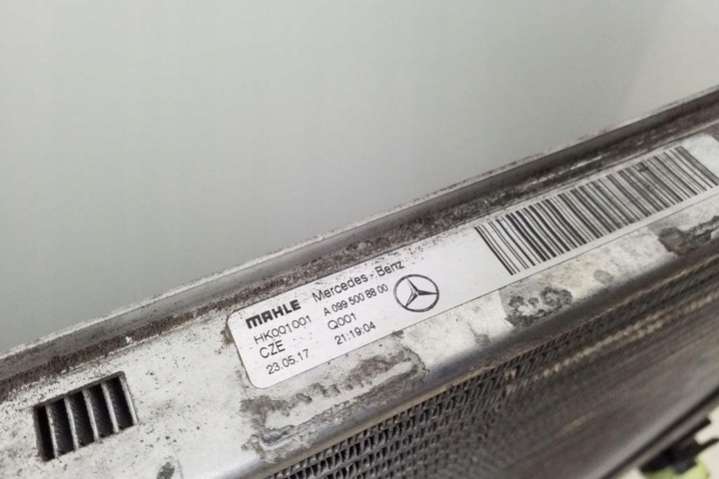 MAHLE Mercedes-Benz
HK001001 A 099 500 88 00
CZE Q001
23.05.17 21:19:04